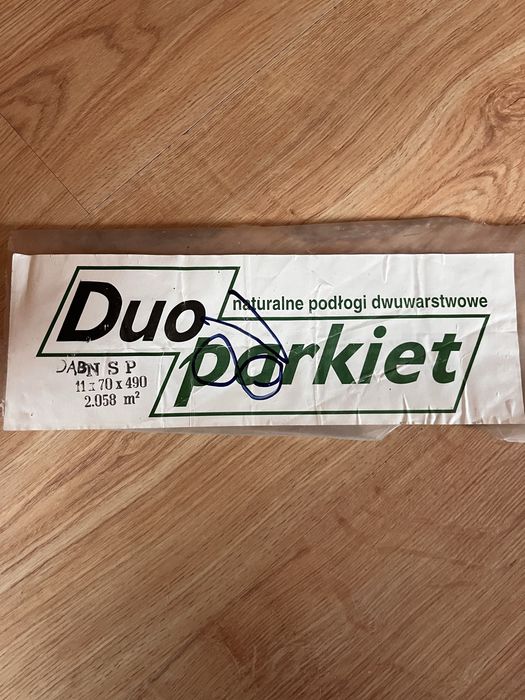 Duo
naturalne podłogi dwuwarstwowe
parkiet
DĄB N S P
11 x 70 x 490
2.058 m²